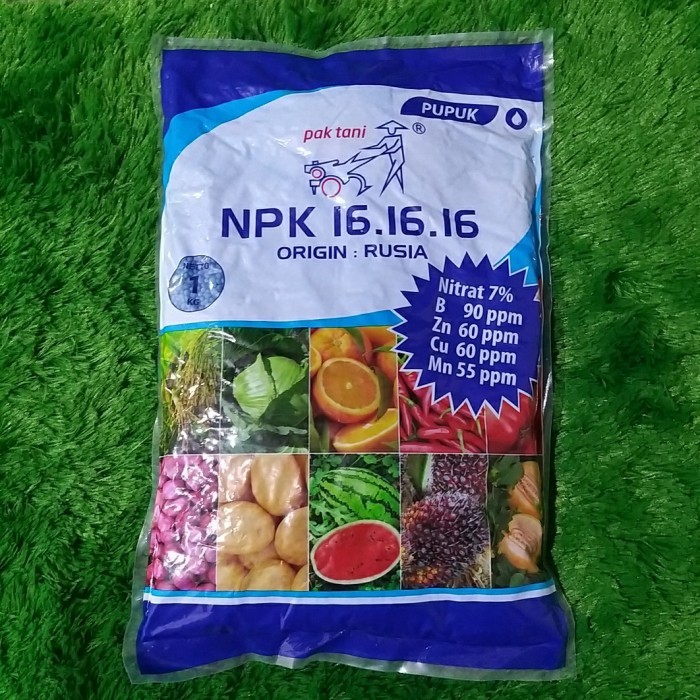 PUPUK
pak tani ®
NPK 16.16.16
ORIGIN : RUSIA
NETTO
1
KG
Nitrat 7%
B 90 ppm
Zn 60 ppm
Cu 60 ppm
Mn 55 ppm